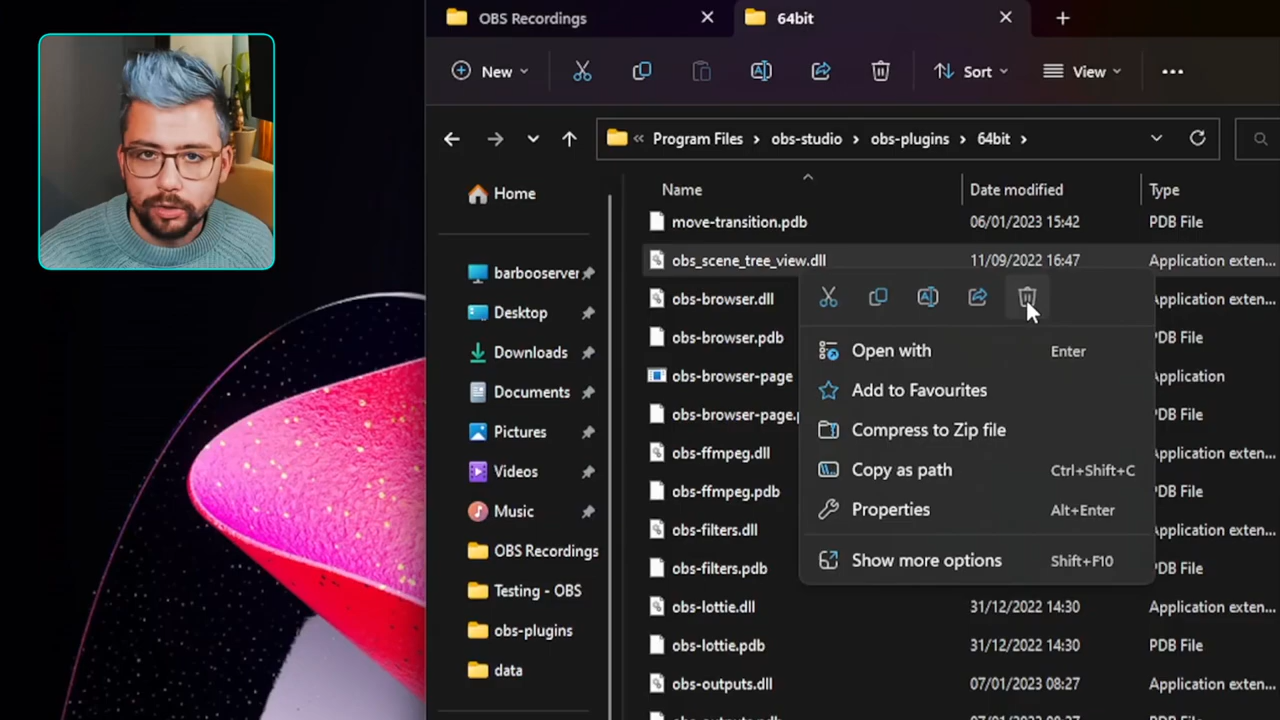 OBS Recordings
64bit
New
Sort
View
Program Files
obs-studio
obs-plugins
64bit
Name
Date modified
Type
move-transition.pdb
06/01/2023 15:42
PDB File
obs_scene_tree_view.dll
11/09/2022 16:47
Application exten...
obs-browser.dll
Application exten...
obs-browser.pdb
PDB File
obs-browser-page
Application
obs-browser-page.
PDB File
obs-ffmpeg.dll
Application exten...
obs-ffmpeg.pdb
PDB File
obs-filters.dll
Application exten...
obs-filters.pdb
PDB File
obs-lottie.dll
31/12/2022 14:30
Application exten...
obs-lottie.pdb
31/12/2022 14:30
PDB File
obs-outputs.dll
07/01/2023 08:27
Application exten...
Home
barbooserver
Desktop
Downloads
Documents
Pictures
Videos
Music
OBS Recordings
Testing - OBS
obs-plugins
data
Open with
Enter
Add to Favourites
Compress to Zip file
Copy as path
Ctrl+Shift+C
Properties
Alt+Enter
Show more options
Shift+F10